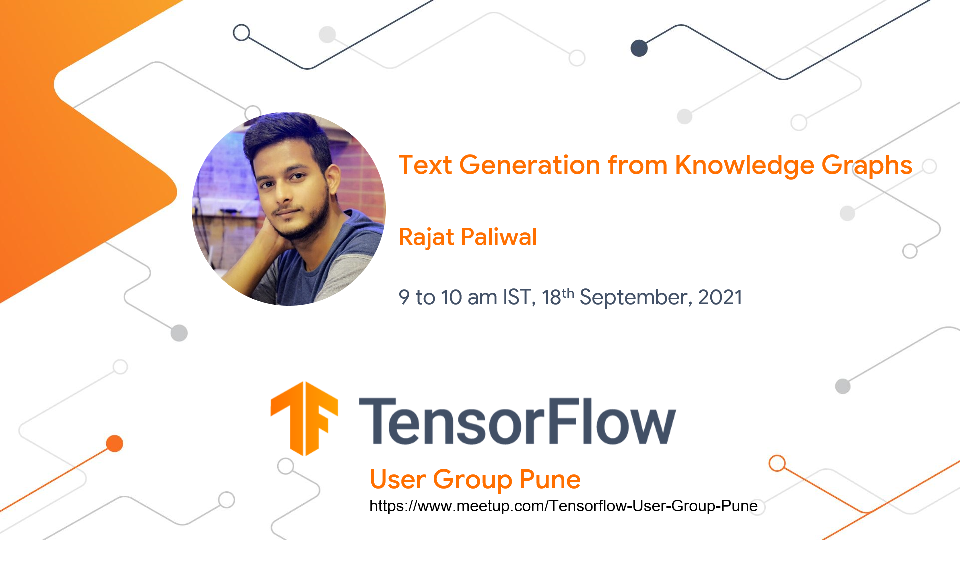 Text Generation from Knowledge Graphs
Rajat Paliwal
9 to 10 am IST, 18th September, 2021
TensorFlow
User Group Pune
https://www.meetup.com/Tensorflow-User-Group-Pune